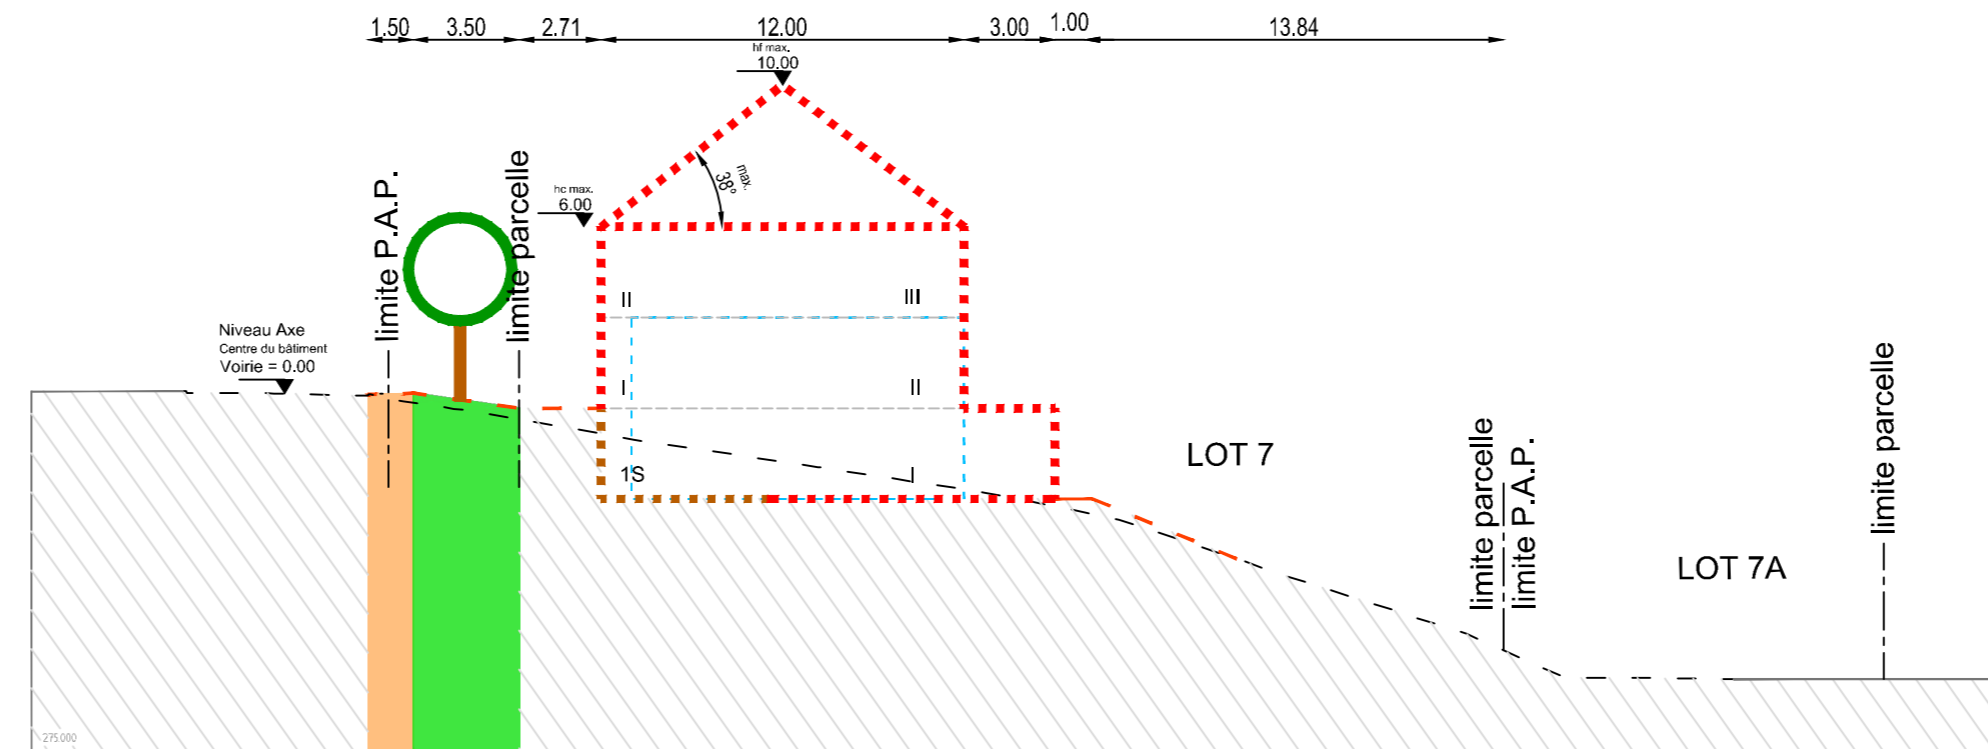 1.50 3.50 2.71 12.00 3.00 1.00 13.84
hf max.
10.00
max.
38°
hc max.
6.00
limite P.A.P.
limite parcelle
Niveau Axe
Centre du bâtiment
Voirie = 0.00
II III
I II
1S I
LOT 7
limite parcelle
limite P.A.P.
LOT 7A
limite parcelle
275.000